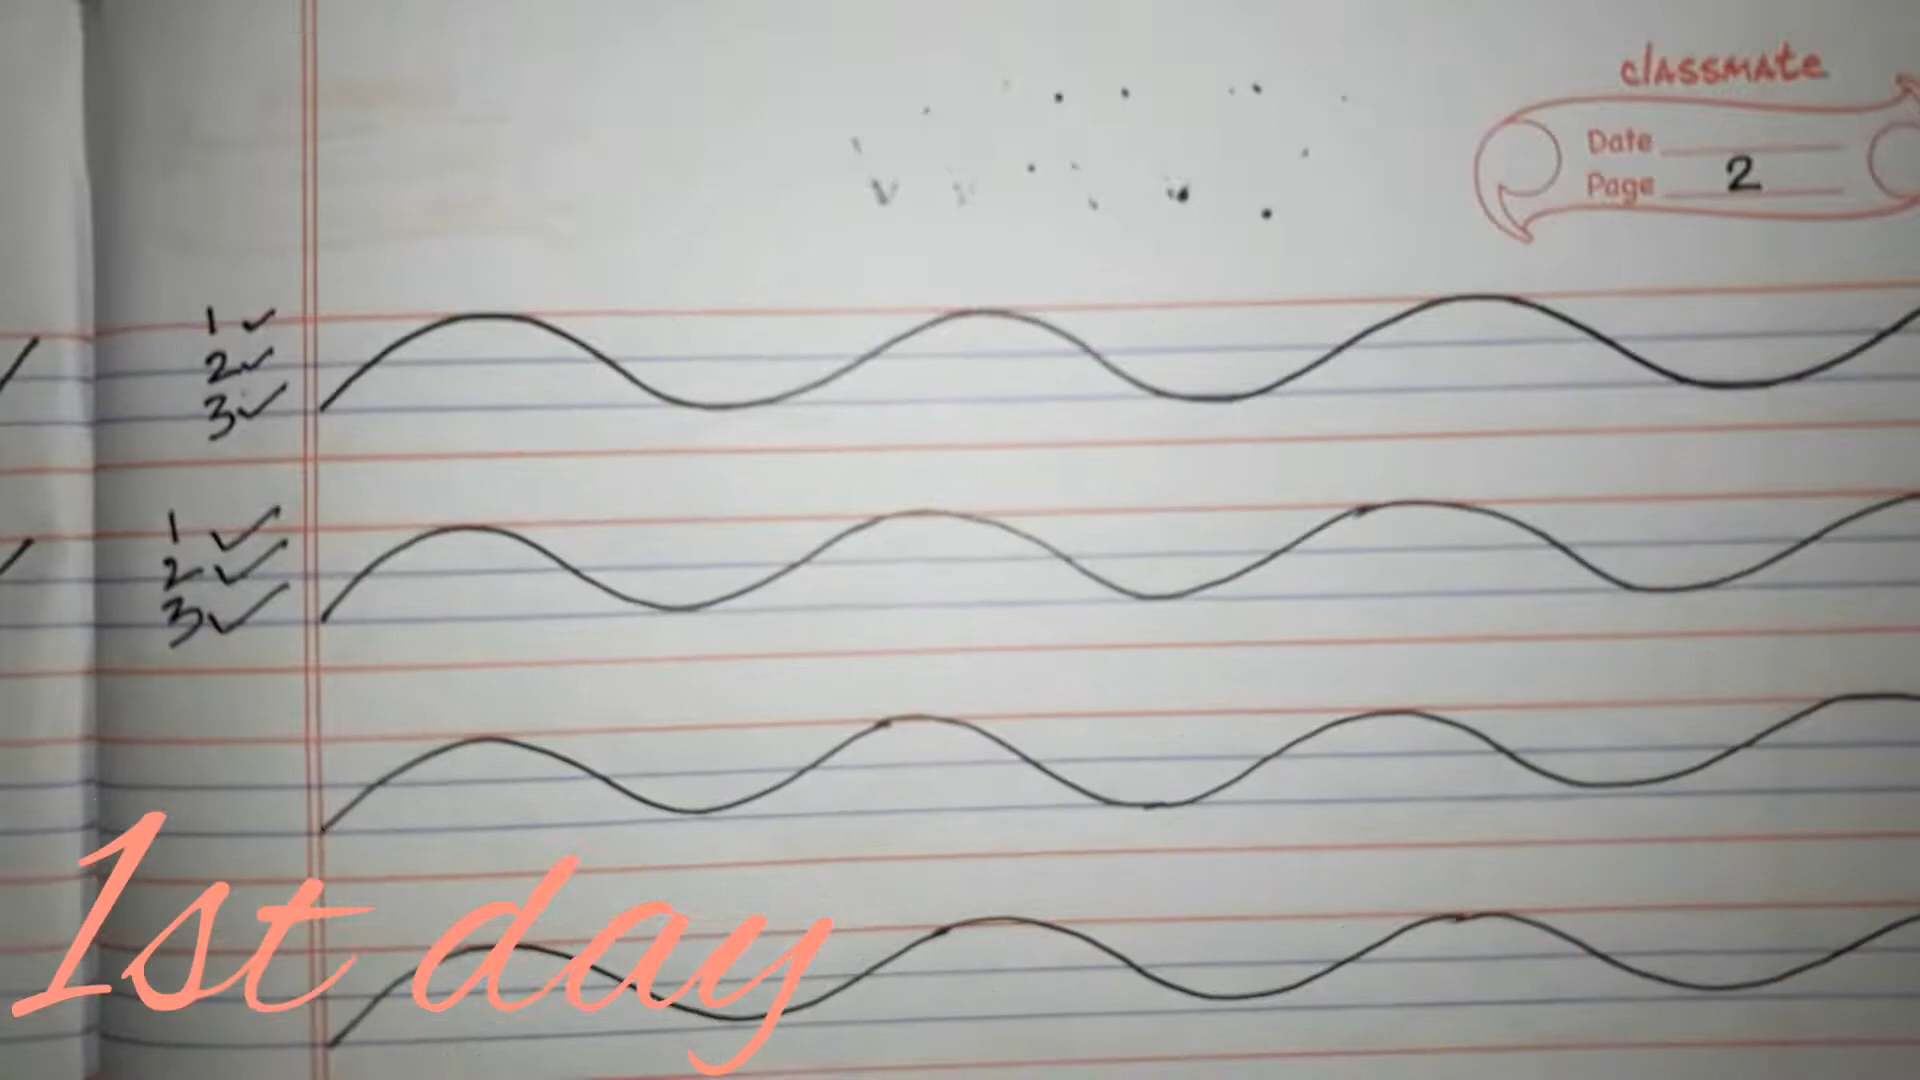 classmate
Date
Page 2
1 ✓
2 ✓
3 ✓
1 ✓
2 ✓
3 ✓
1st day